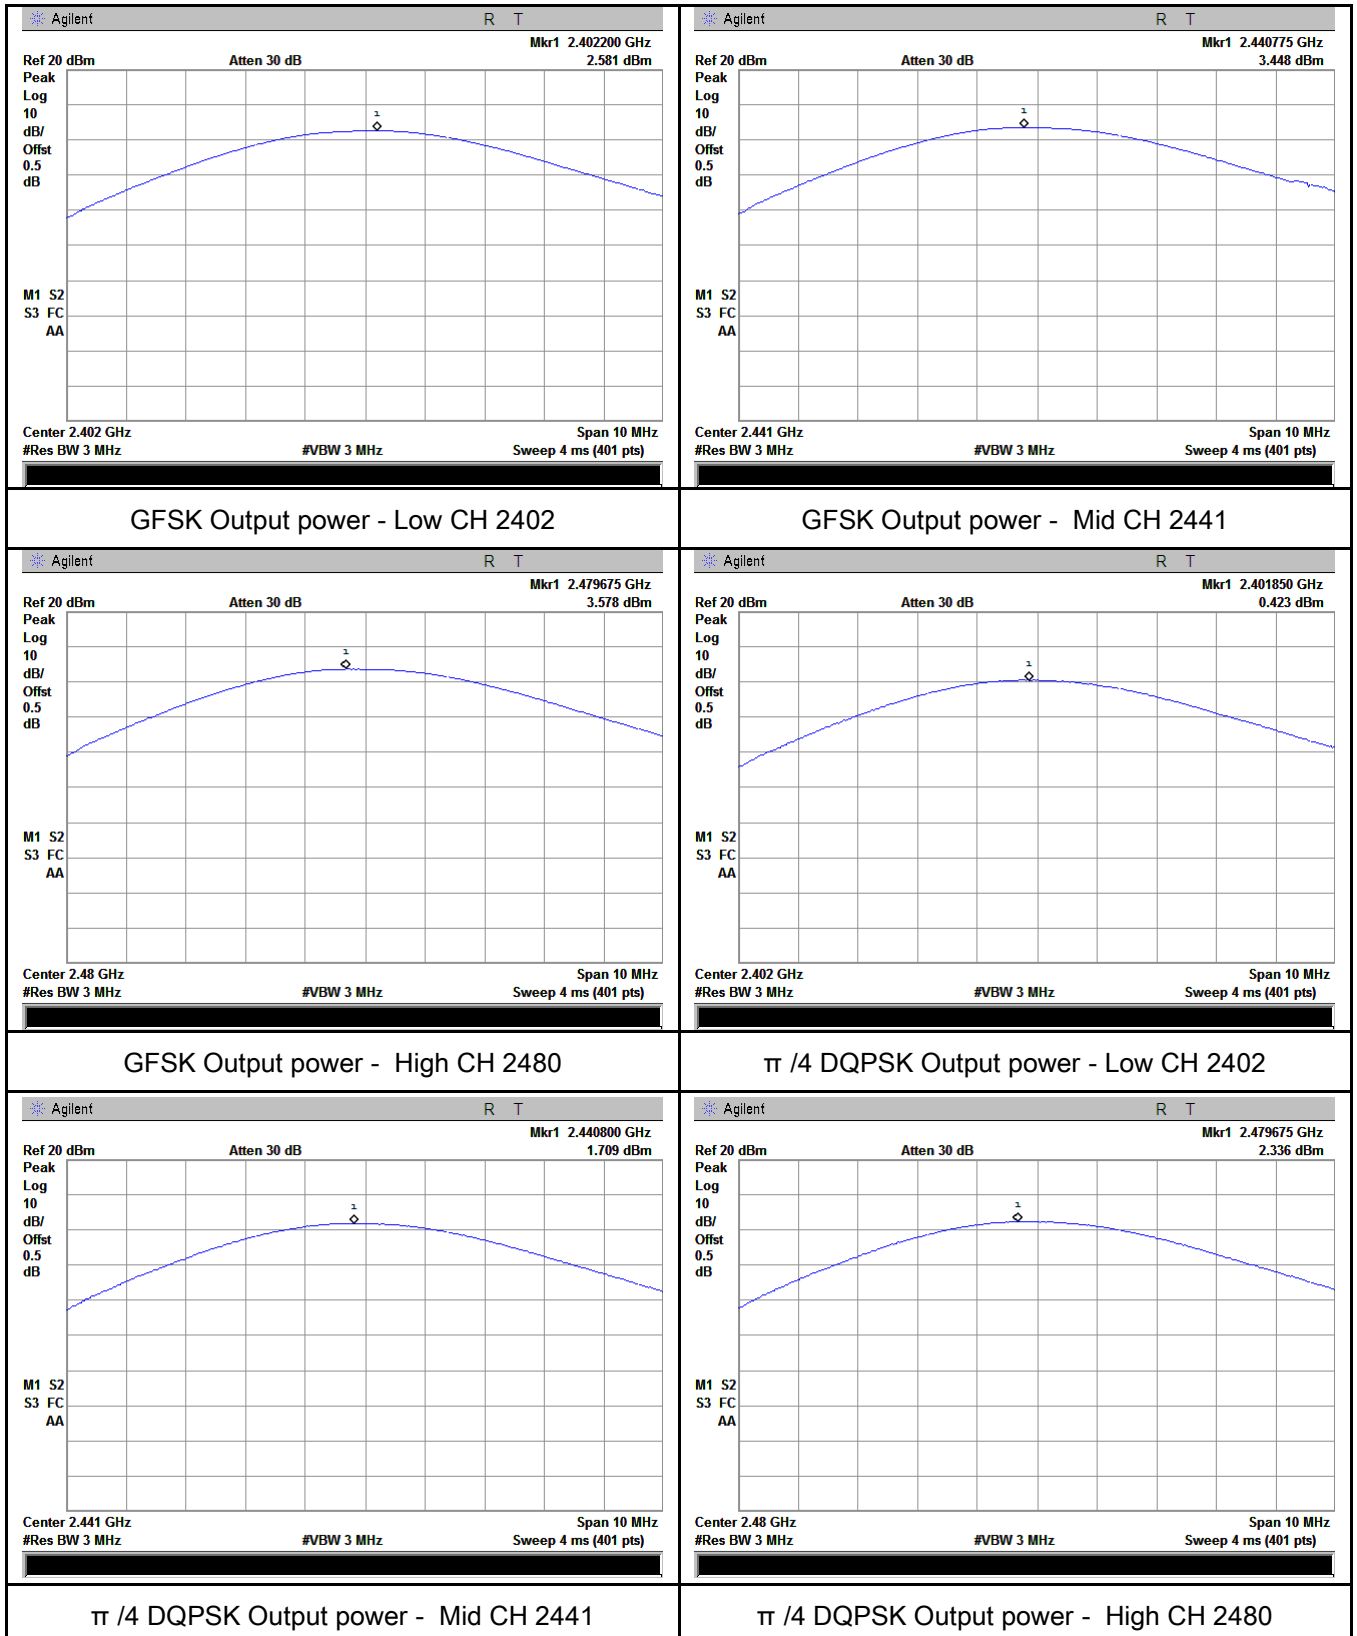 Agilent R T
Mkr1 2.402200 GHz
Ref 20 dBm Atten 30 dB 2.581 dBm
Peak
Log
10
dB/
Offst
0.5
dB
1
M1 S2
S3 FC
AA
Center 2.402 GHz Span 10 MHz
#Res BW 3 MHz #VBW 3 MHz Sweep 4 ms (401 pts)
GFSK Output power - Low CH 2402
Agilent R T
Mkr1 2.440775 GHz
Ref 20 dBm Atten 30 dB 3.448 dBm
Peak
Log
10
dB/
Offst
0.5
dB
1
M1 S2
S3 FC
AA
Center 2.441 GHz Span 10 MHz
#Res BW 3 MHz #VBW 3 MHz Sweep 4 ms (401 pts)
GFSK Output power - Mid CH 2441
Agilent R T
Mkr1 2.479675 GHz
Ref 20 dBm Atten 30 dB 3.578 dBm
Peak
Log
10
dB/
Offst
0.5
dB
1
M1 S2
S3 FC
AA
Center 2.48 GHz Span 10 MHz
#Res BW 3 MHz #VBW 3 MHz Sweep 4 ms (401 pts)
GFSK Output power - High CH 2480
Agilent R T
Mkr1 2.401850 GHz
Ref 20 dBm Atten 30 dB 0.423 dBm
Peak
Log
10
dB/
Offst
0.5
dB
1
M1 S2
S3 FC
AA
Center 2.402 GHz Span 10 MHz
#Res BW 3 MHz #VBW 3 MHz Sweep 4 ms (401 pts)
π /4 DQPSK Output power - Low CH 2402
Agilent R T
Mkr1 2.440800 GHz
Ref 20 dBm Atten 30 dB 1.709 dBm
Peak
Log
10
dB/
Offst
0.5
dB
1
M1 S2
S3 FC
AA
Center 2.441 GHz Span 10 MHz
#Res BW 3 MHz #VBW 3 MHz Sweep 4 ms (401 pts)
π /4 DQPSK Output power - Mid CH 2441
Agilent R T
Mkr1 2.479675 GHz
Ref 20 dBm Atten 30 dB 2.336 dBm
Peak
Log
10
dB/
Offst
0.5
dB
1
M1 S2
S3 FC
AA
Center 2.48 GHz Span 10 MHz
#Res BW 3 MHz #VBW 3 MHz Sweep 4 ms (401 pts)
π /4 DQPSK Output power - High CH 2480